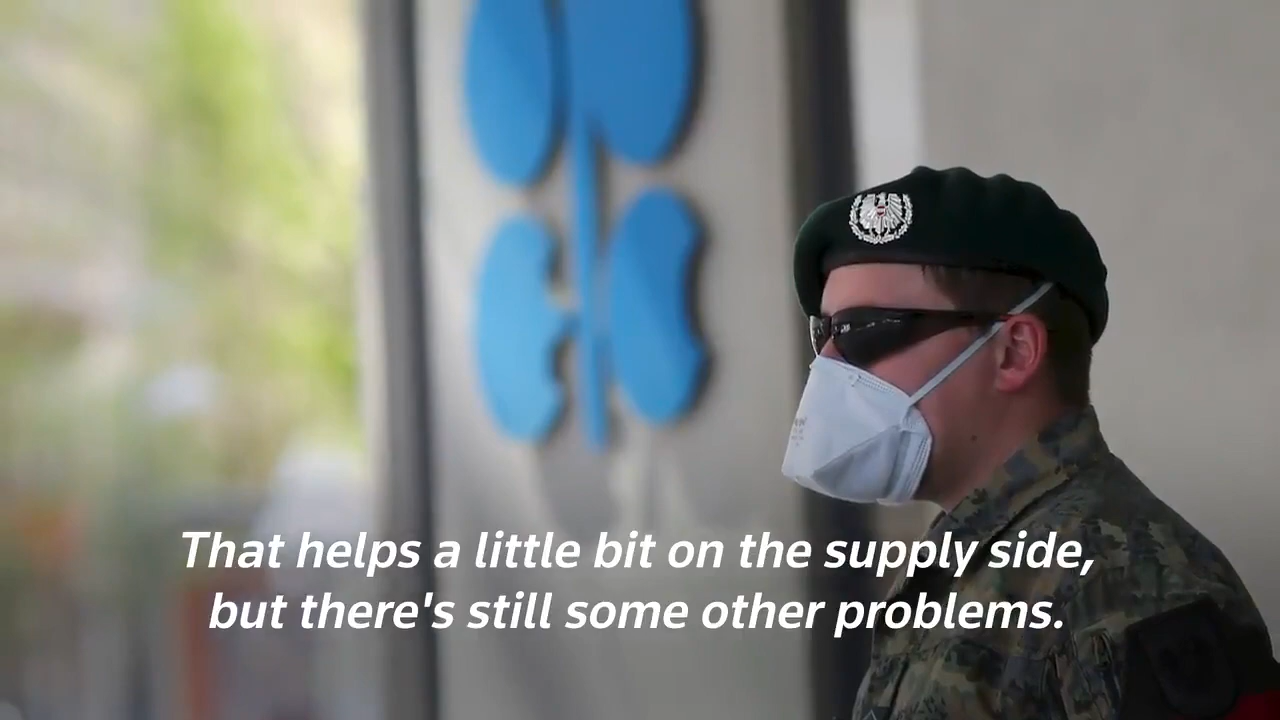 That helps a little bit on the supply side,
but there's still some other problems.